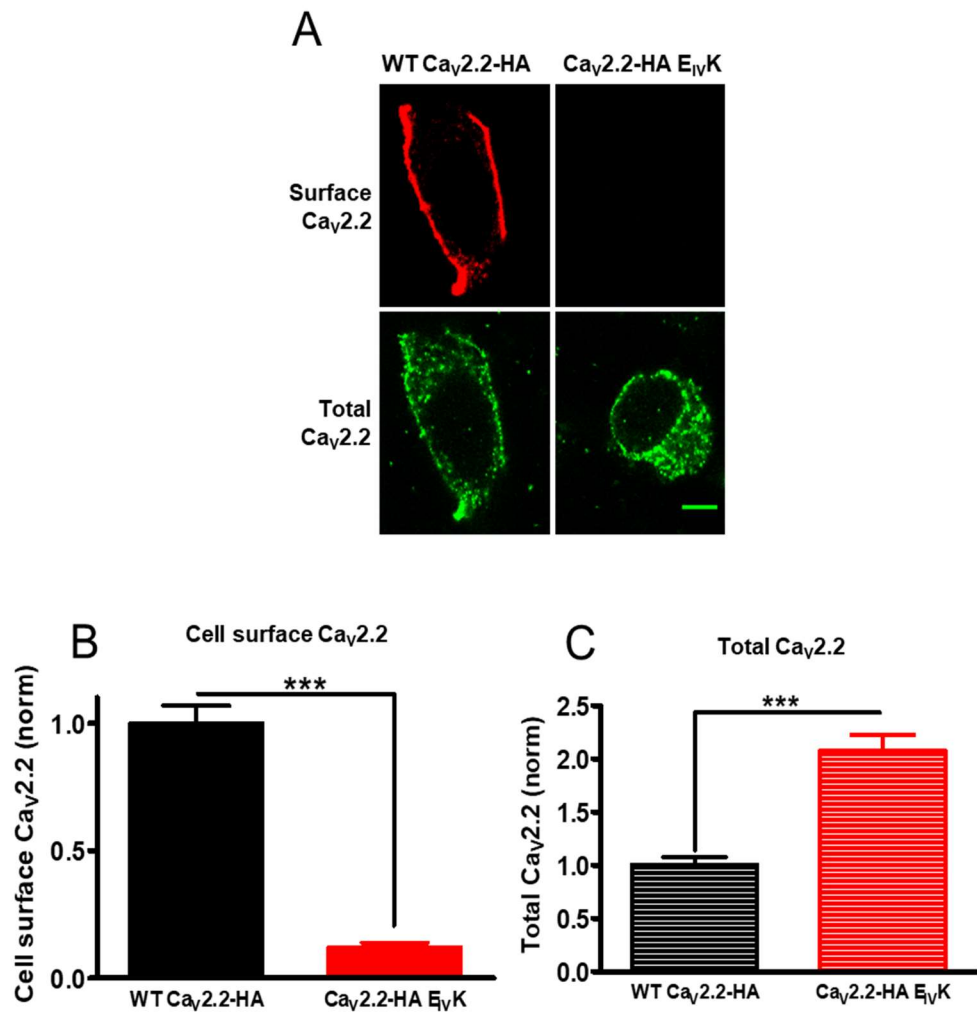 A
WT CaV2.2-HA
CaV2.2-HA EIVK
Surface
CaV2.2
Total
CaV2.2
B
Cell surface CaV2.2
Cell surface CaV2.2 (norm)
1.0
0.5
0.0
***
WT CaV2.2-HA
CaV2.2-HA EIVK
C
Total CaV2.2
Total CaV2.2 (norm)
2.5
2.0
1.5
1.0
0.5
0.0
***
WT CaV2.2-HA
CaV2.2-HA EIVK